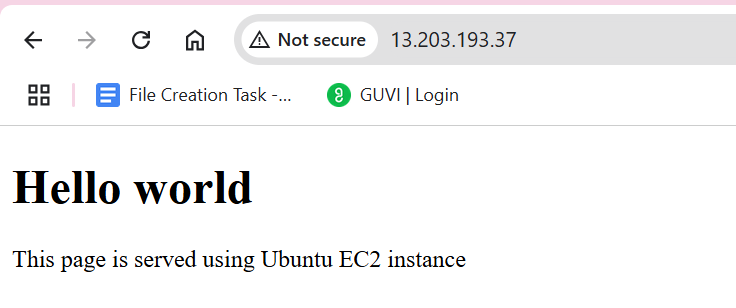 Not secure 13.203.193.37
File Creation Task -... GUVI | Login
Hello world
This page is served using Ubuntu EC2 instance